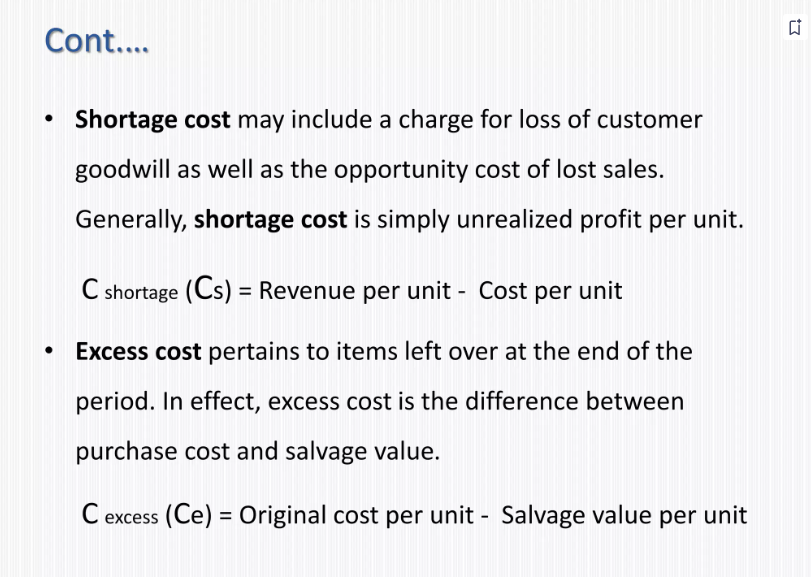 Cont....
• Shortage cost may include a charge for loss of customer
goodwill as well as the opportunity cost of lost sales.
Generally, shortage cost is simply unrealized profit per unit.
C shortage (Cs) = Revenue per unit - Cost per unit
• Excess cost pertains to items left over at the end of the
period. In effect, excess cost is the difference between
purchase cost and salvage value.
C excess (Ce) = Original cost per unit - Salvage value per unit